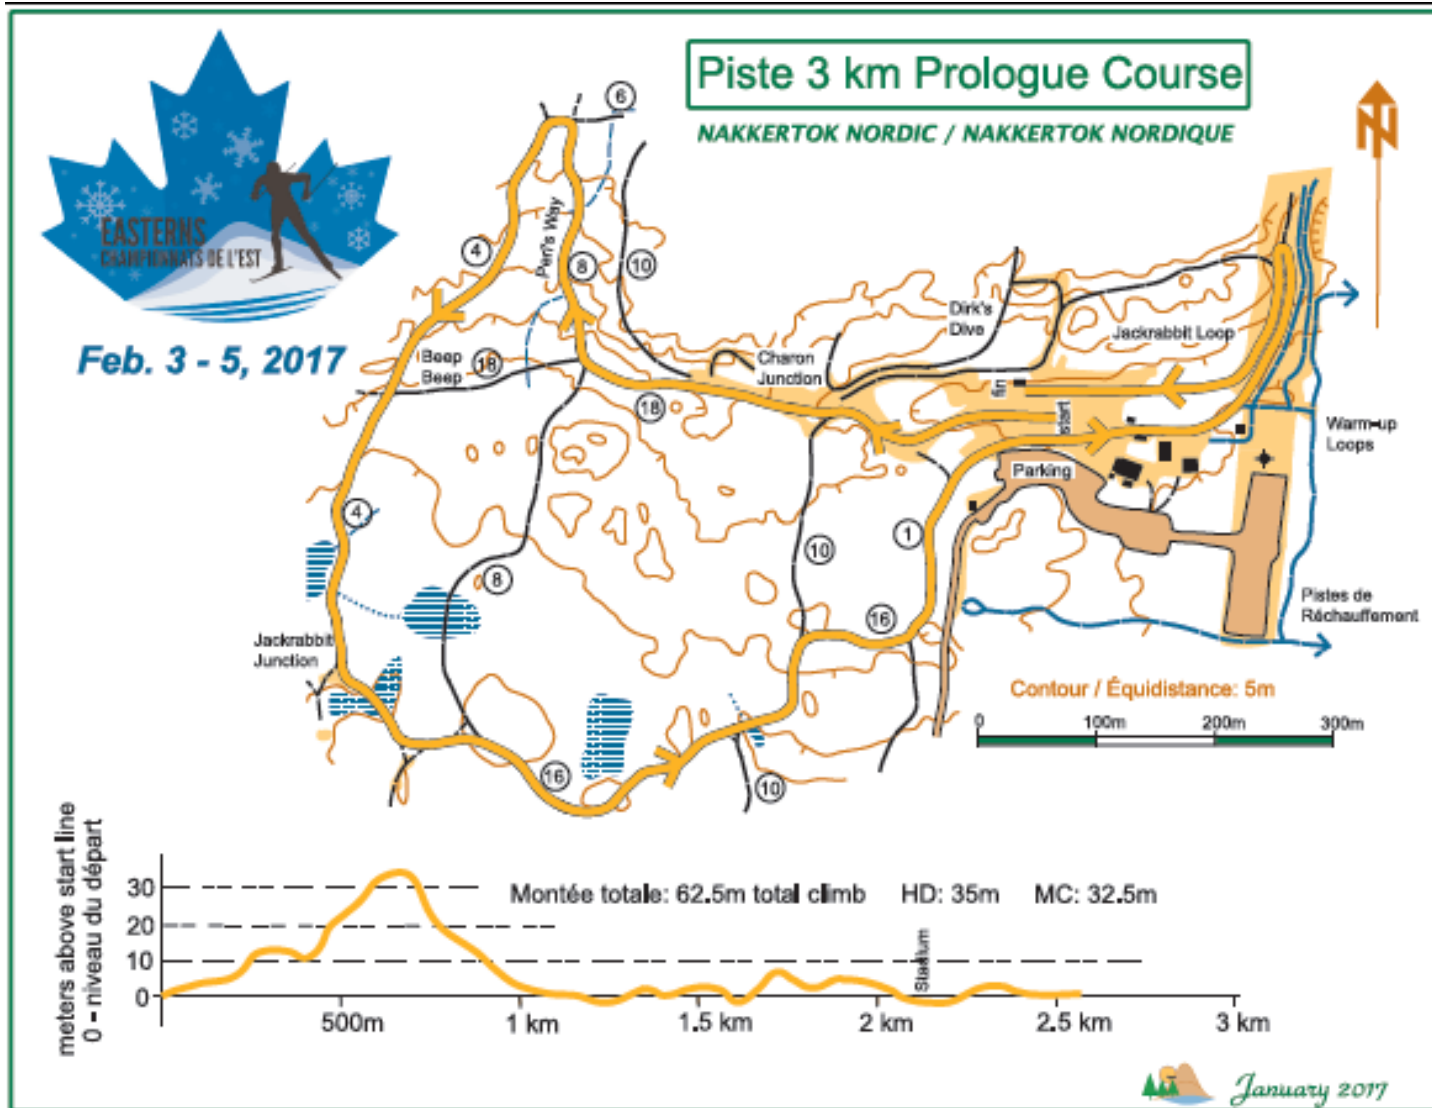 Piste 3 km Prologue Course
NAKKERTOK NORDIC / NAKKERTOK NORDIQUE
N
EASTERNS
CHAMPIONNATS DE L'EST
Feb. 3 - 5, 2017
6
4
Pen's Way
8
10
Dirk's
Dive
Jackrabbit Loop
Beep
Beep
18
Charon
Junction
18
fin
start
Warm-up
Loops
Parking
4
1
10
8
16
Pistes de
Réchauffement
Jackrabbit
Junction
Contour / Équidistance: 5m
0 100m 200m 300m
16
10
meters above start line
0 - niveau du départ
30
20
10
0
Montée totale: 62.5m total climb HD: 35m MC: 32.5m
Stadium
500m 1 km 1.5 km 2 km 2.5 km 3 km
January 2017